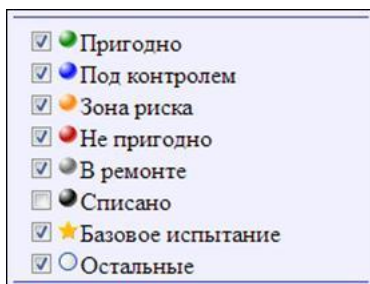 Пригодно
Под контролем
Зона риска
Не пригодно
В ремонте
Списано
Базовое испытание
Остальные